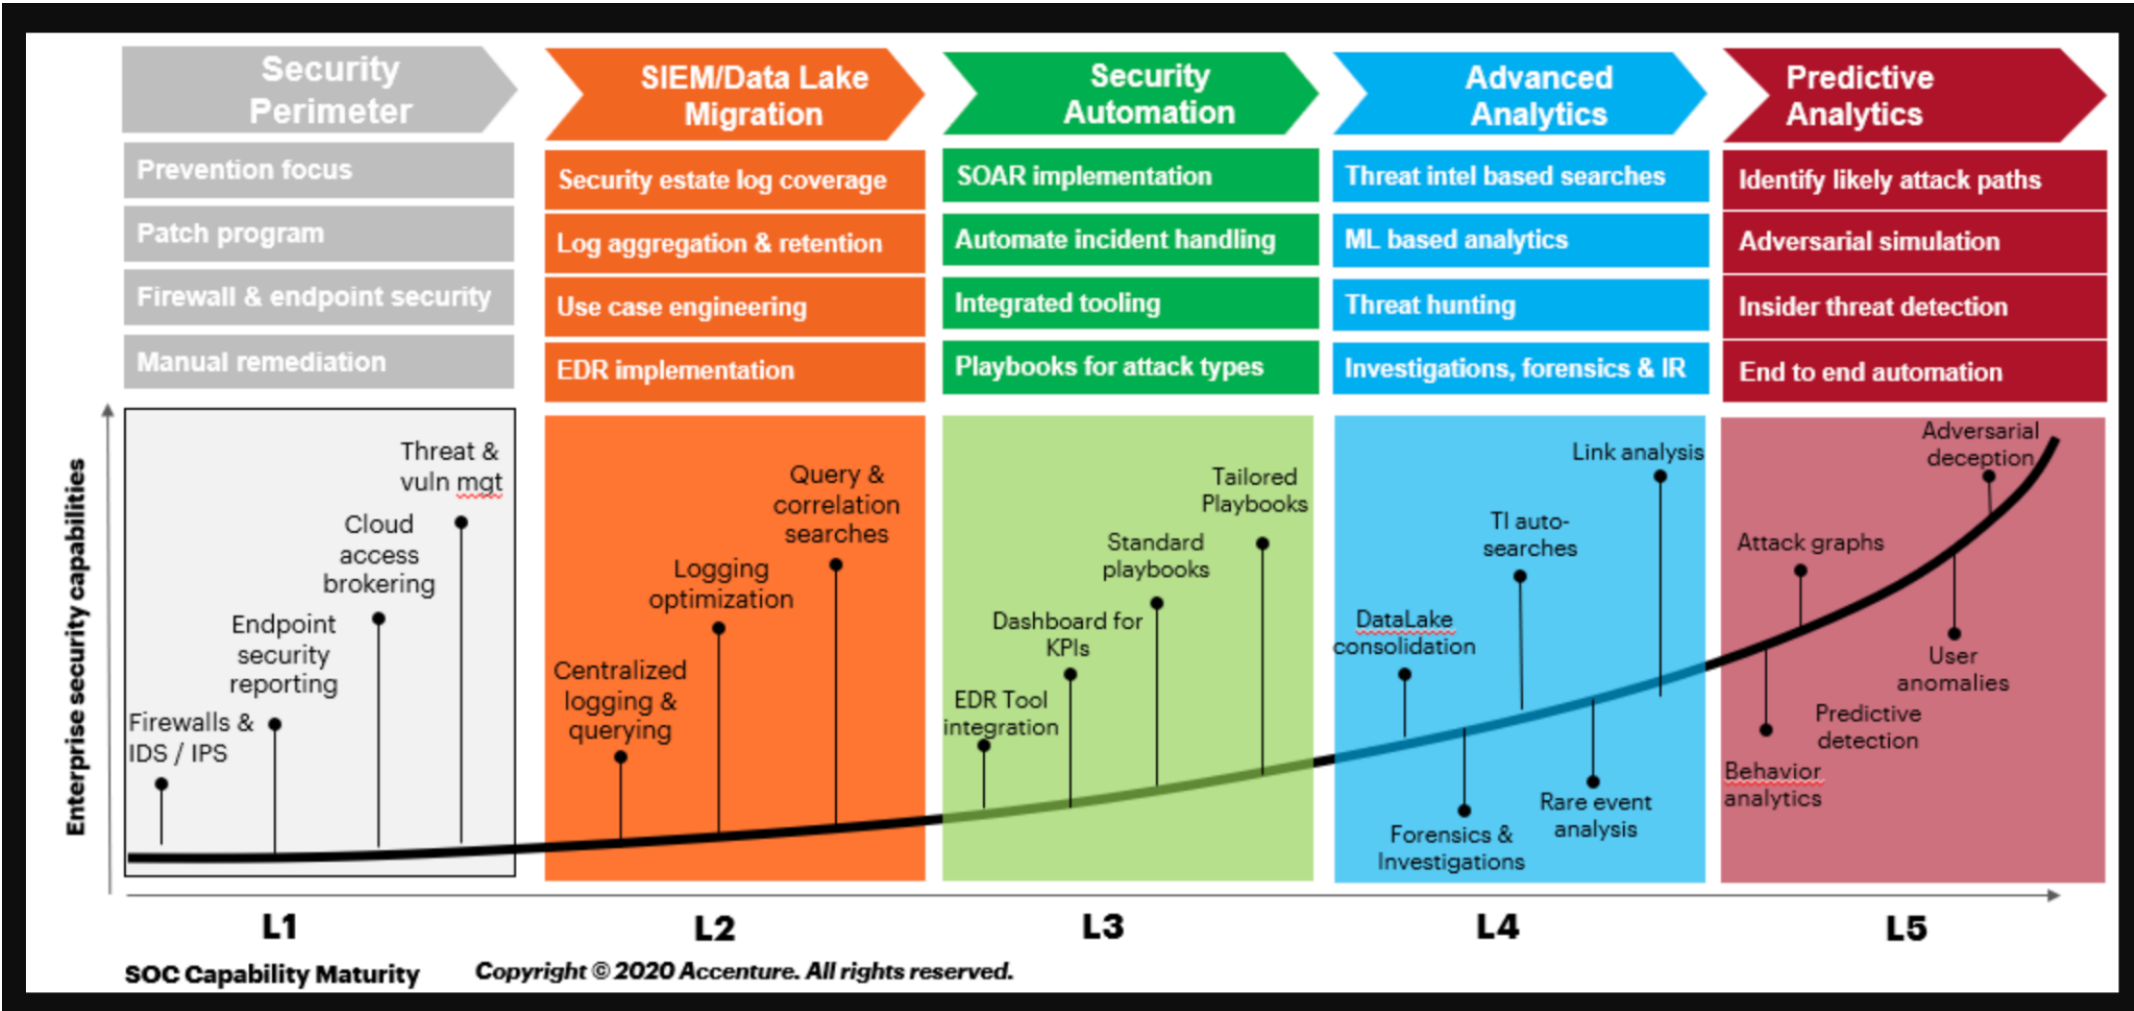 Security
Perimeter
Prevention focus
Patch program
Firewall & endpoint security
Manual remediation
SIEM/Data Lake
Migration
Security estate log coverage
Log aggregation & retention
Use case engineering
EDR implementation
Security
Automation
SOAR implementation
Automate incident handling
Integrated tooling
Playbooks for attack types
Advanced
Analytics
Threat intel based searches
ML based analytics
Threat hunting
Investigations, forensics & IR
Predictive
Analytics
Identify likely attack paths
Adversarial simulation
Insider threat detection
End to end automation
Enterprise security capabilities
Firewalls &
IDS / IPS
Endpoint
security
reporting
Cloud
access
brokering
Threat &
vuln mgt
Centralized
logging &
querying
Logging
optimization
Query &
correlation
searches
EDR Tool
integration
Dashboard for
KPIs
Standard
playbooks
Tailored
Playbooks
DataLake
consolidation
Forensics &
Investigations
TI auto-
searches
Rare event
analysis
Link analysis
Behavior
analytics
Attack graphs
Predictive
detection
User
anomalies
Adversarial
deception
L1
L2
L3
L4
L5
SOC Capability Maturity
Copyright © 2020 Accenture. All rights reserved.